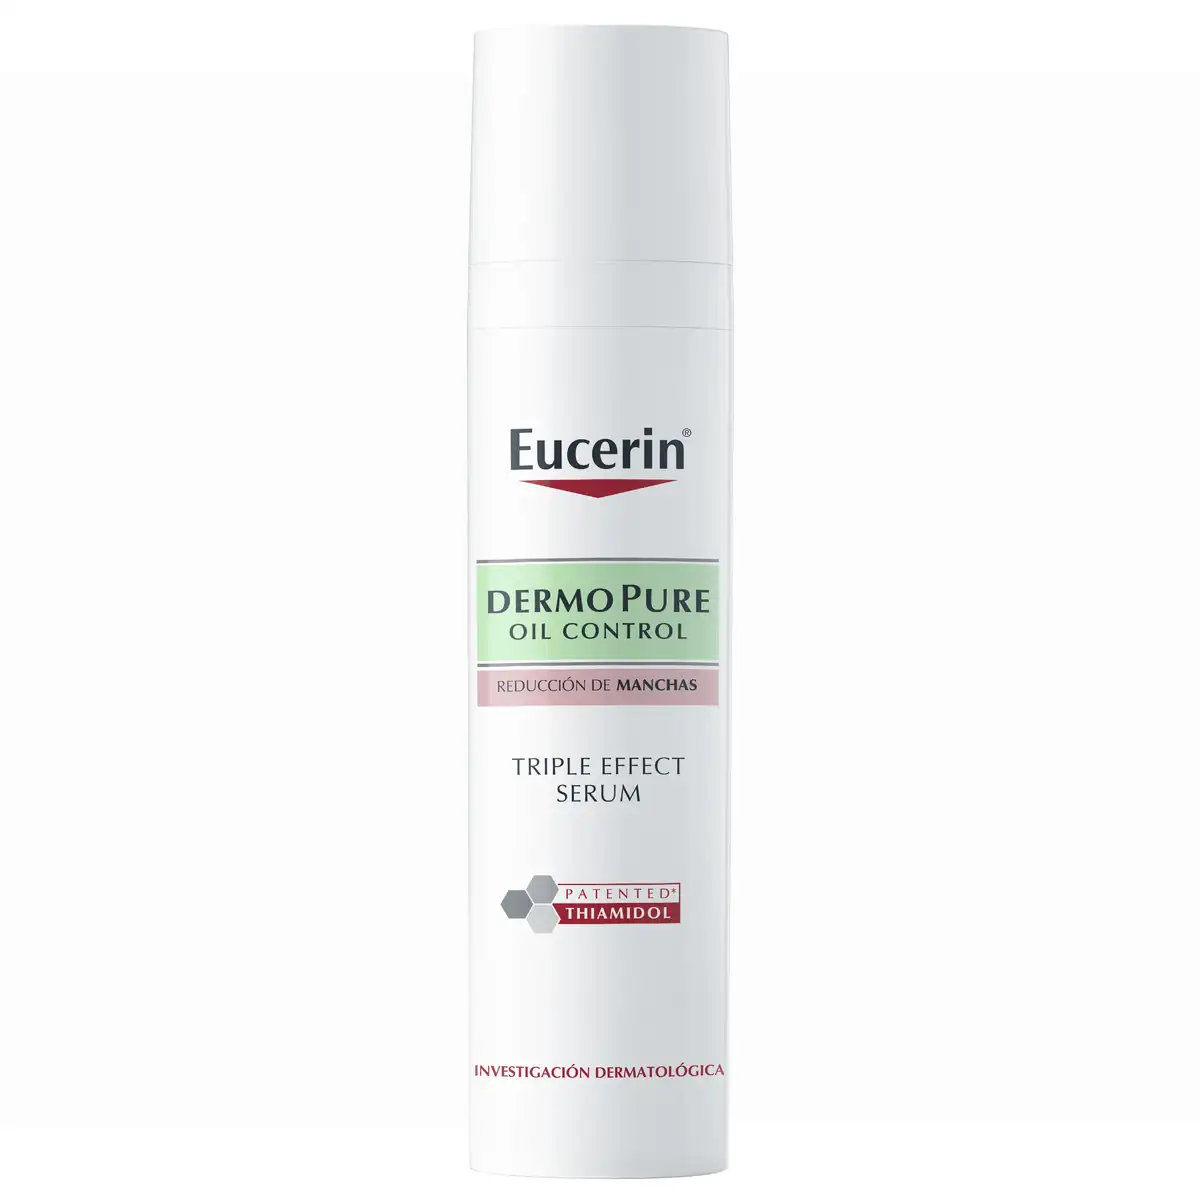 Eucerin®
DERMOPURE
OIL CONTROL
REDUCCIÓN DE MANCHAS
TRIPLE EFFECT
SERUM
PATENTED*
THIAMIDOL
INVESTIGACIÓN DERMATOLÓGICA